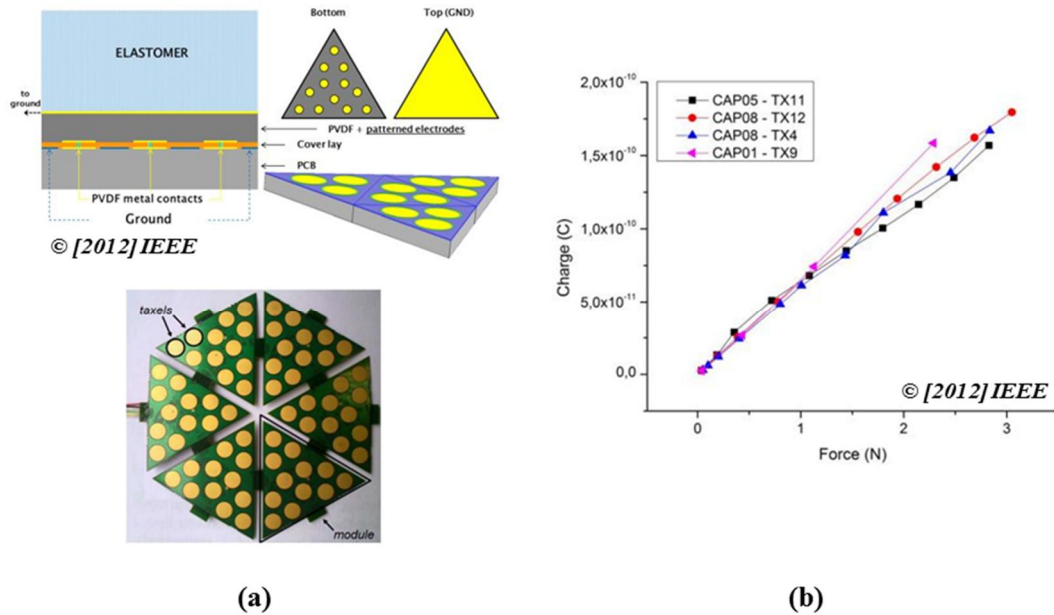 Bottom
Top (GND)
ELASTOMER
to
ground
PVDF + patterned electrodes
Cover lay
PCB
PVDF metal contacts
Ground
© [2012] IEEE
taxels
module
(a)
2,0x10-10
1,5x10-10
1,0x10-10
5,0x10-11
0,0
Charge (C)
CAP05 - TX11
CAP08 - TX12
CAP08 - TX4
CAP01 - TX9
© [2012] IEEE
0 1 2 3
Force (N)
(b)